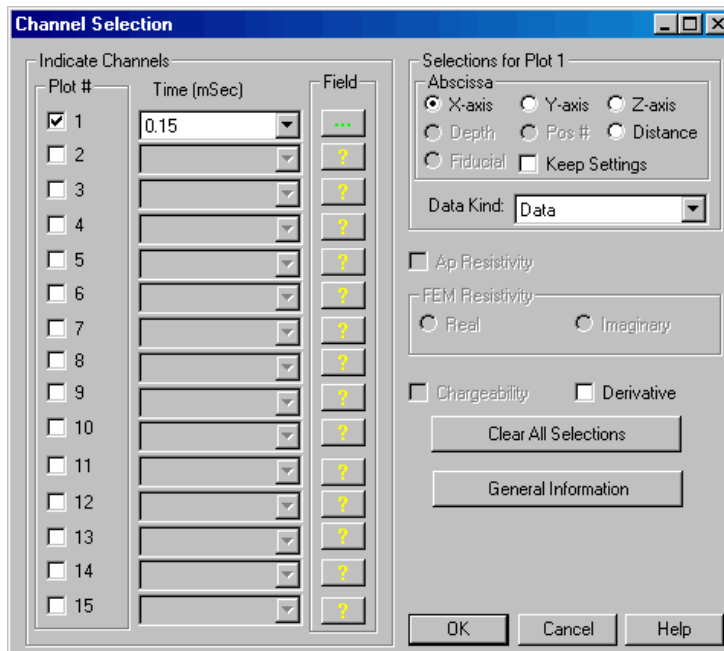 Channel Selection
Indicate Channels
Plot #
Time (mSec)
Field
1
0.15
...
2
?
3
?
4
?
5
?
6
?
7
?
8
?
9
?
10
?
11
?
12
?
13
?
14
?
15
?
Selections for Plot 1
Abscissa
X-axis Y-axis Z-axis
Depth Pos # Distance
Fiducial Keep Settings
Data Kind: Data
Ap Resistivity
FEM Resistivity
Real Imaginary
Chargeability Derivative
Clear All Selections
General Information
OK Cancel Help